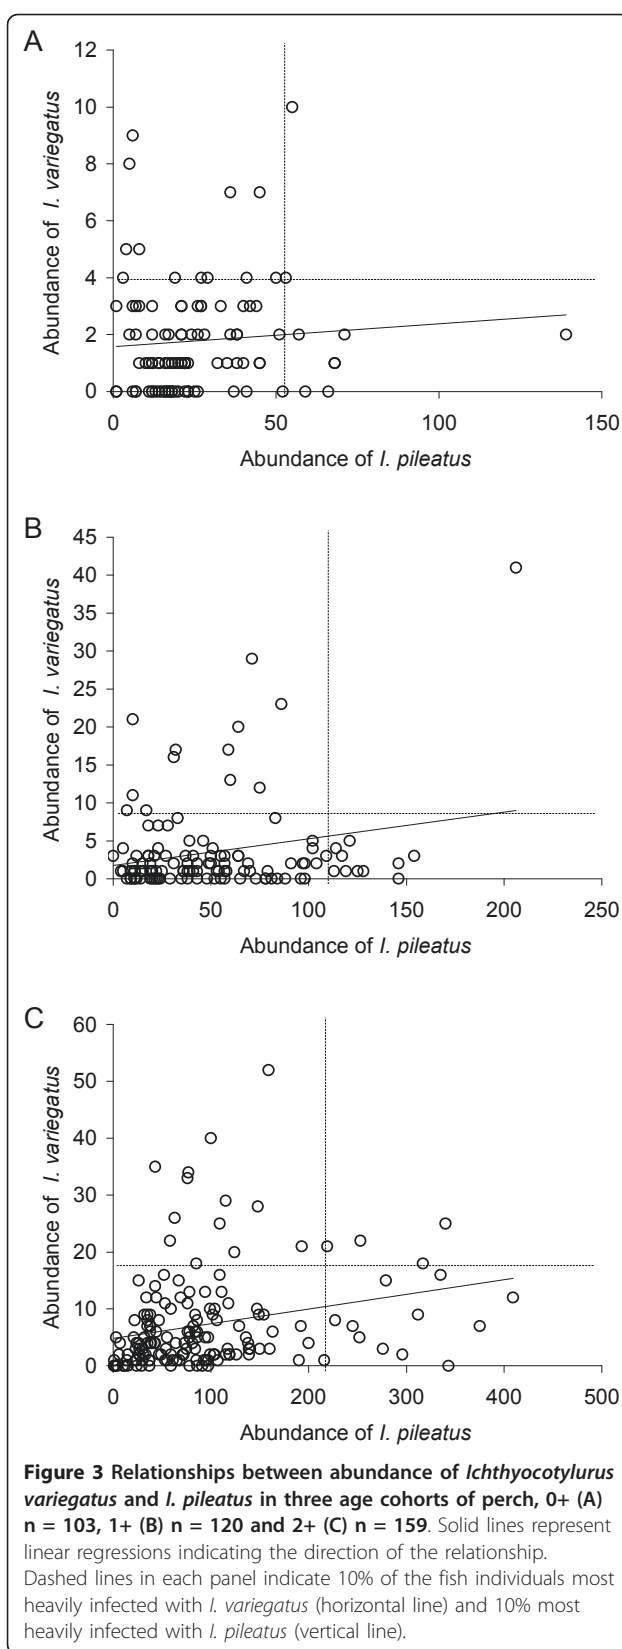 A
12
10
8
6
4
2
0
Abundance of I. variegatus
0 50 100 150
Abundance of I. pileatus
B
45
40
35
30
25
20
15
10
5
0
Abundance of I. variegatus
0 50 100 150 200 250
Abundance of I. pileatus
C
60
50
40
30
20
10
0
Abundance of I. variegatus
0 100 200 300 400 500
Abundance of I. pileatus
Figure 3 Relationships between abundance of Ichthyocotylurus
variegatus and I. pileatus in three age cohorts of perch, 0+ (A)
n = 103, 1+ (B) n = 120 and 2+ (C) n = 159. Solid lines represent
linear regressions indicating the direction of the relationship.
Dashed lines in each panel indicate 10% of the fish individuals most
heavily infected with I. variegatus (horizontal line) and 10% most
heavily infected with I. pileatus (vertical line).